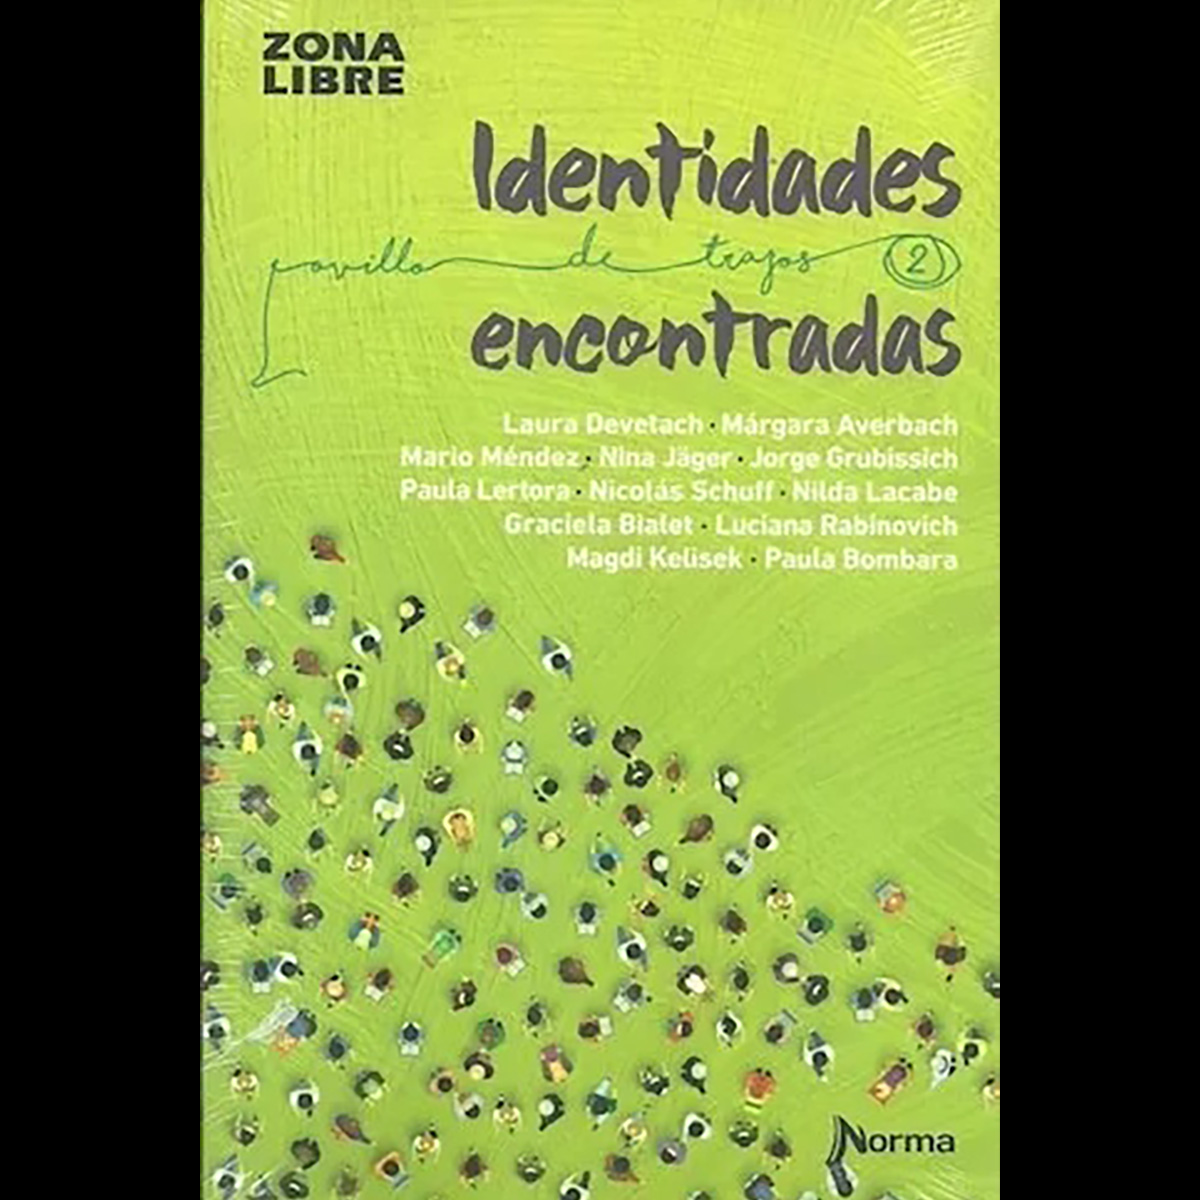 ZONA
LIBRE
Identidades
ovillo de trazos 2
encontradas
Laura Devetach · Márgara Averbach
Mario Méndez · Nina Jäger · Jorge Grubissich
Paula Lertora · Nicolás Schuff · Nilda Lacabe
Graciela Bialet · Luciana Rabinovich
Magdi Kelisek · Paula Bombara
Norma